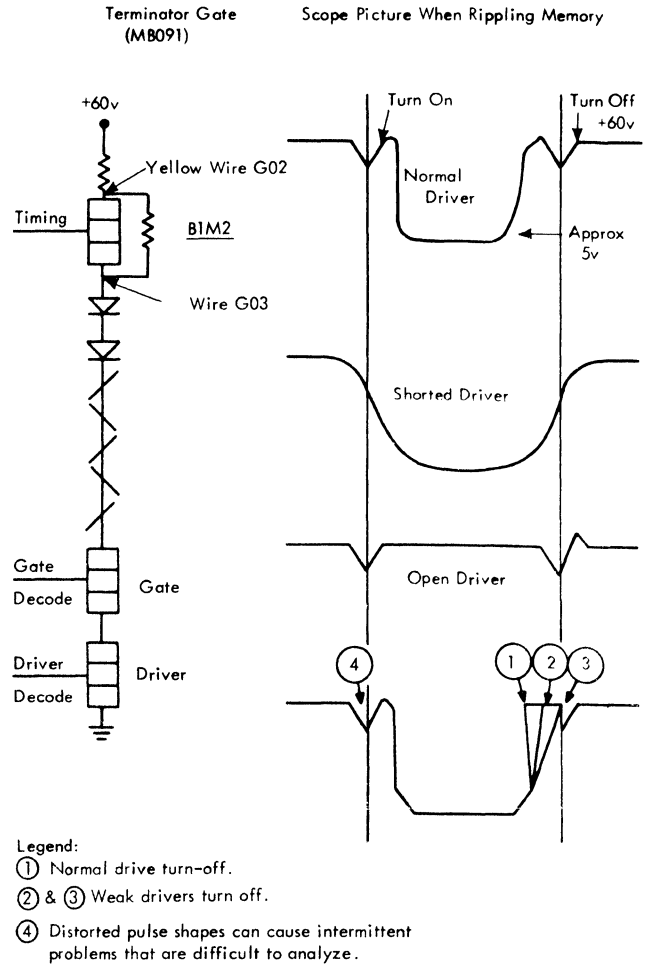 Terminator Gate
(MB091)
Scope Picture When Rippling Memory
+60v
Yellow Wire G02
Timing
B1M2
Wire G03
Gate
Decode
Gate
Driver
Decode
Driver
Turn On
Turn Off
+60v
Normal
Driver
Approx
5v
Shorted Driver
Open Driver
4
1
2
3
Legend:
1 Normal drive turn-off.
2 & 3 Weak drivers turn off.
4 Distorted pulse shapes can cause intermittent
problems that are difficult to analyze.